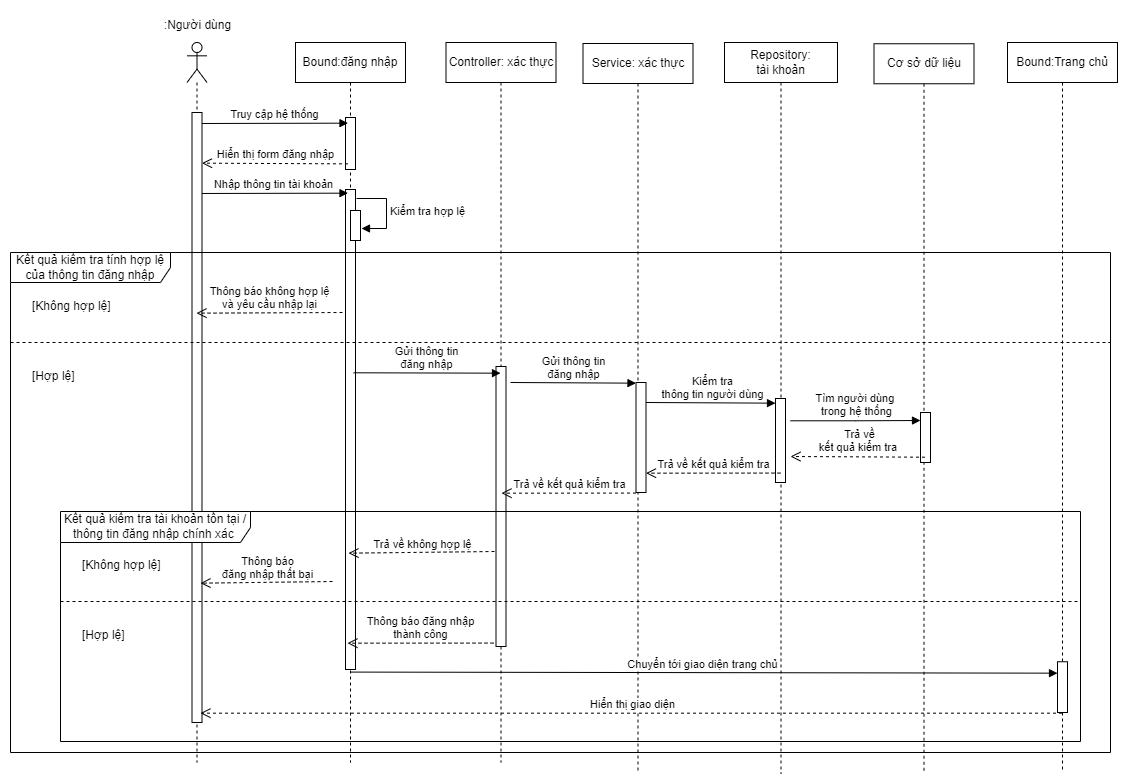 :Người dùng
Bound:đăng nhập
Controller: xác thực
Service: xác thực
Repository:
tài khoản
Cơ sở dữ liệu
Bound:Trang chủ
Truy cập hệ thống
Hiển thị form đăng nhập
Nhập thông tin tài khoản
Kiểm tra hợp lệ
Kết quả kiểm tra tính hợp lệ
của thông tin đăng nhập
[Không hợp lệ]
Thông báo không hợp lệ
và yêu cầu nhập lại
[Hợp lệ]
Gửi thông tin
đăng nhập
Gửi thông tin
đăng nhập
Kiểm tra
thông tin người dùng
Tìm người dùng
trong hệ thống
Trả về
kết quả kiểm tra
Trả về kết quả kiểm tra
Trả về kết quả kiểm tra
Kết quả kiểm tra tài khoản tồn tại /
thông tin đăng nhập chính xác
Trả về không hợp lệ
[Không hợp lệ]
Thông báo
đăng nhập thất bại
Thông báo đăng nhập
thành công
[Hợp lệ]
Chuyển tới giao diện trang chủ
Hiển thị giao diện